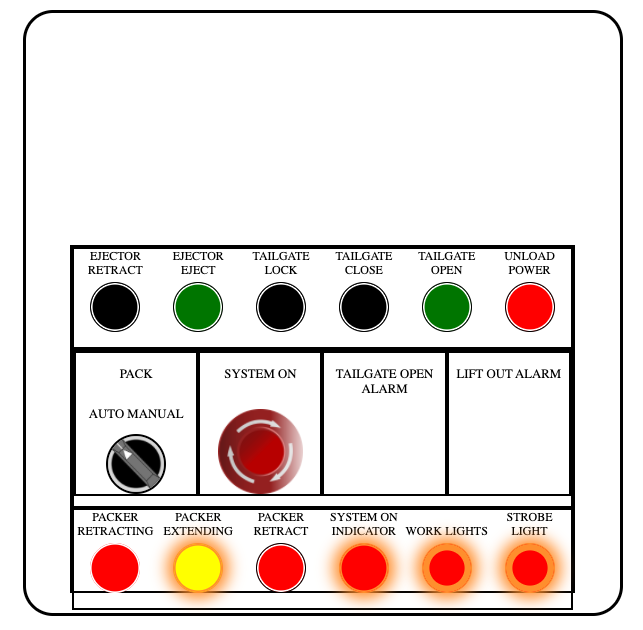 EJECTOR RETRACT
EJECTOR EJECT
TAILGATE LOCK
TAILGATE CLOSE
TAILGATE OPEN
UNLOAD POWER
PACK
AUTO MANUAL
SYSTEM ON
TAILGATE OPEN ALARM
LIFT OUT ALARM
PACKER RETRACTING
PACKER EXTENDING
PACKER RETRACT
SYSTEM ON INDICATOR
WORK LIGHTS
STROBE LIGHT